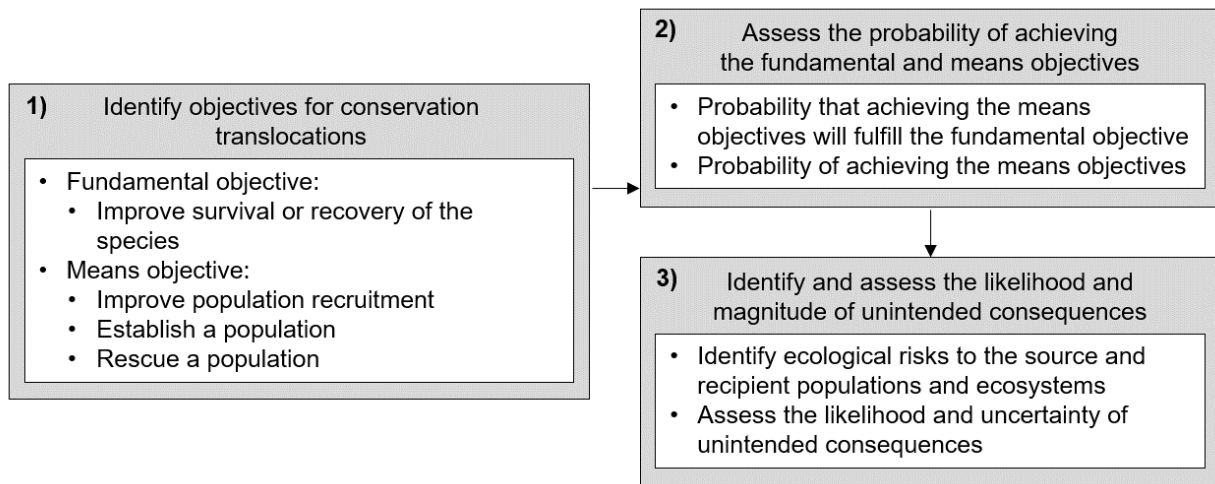 1) Identify objectives for conservation
translocations
• Fundamental objective:
• Improve survival or recovery of the
species
• Means objective:
• Improve population recruitment
• Establish a population
• Rescue a population
2) Assess the probability of achieving
the fundamental and means objectives
• Probability that achieving the means
objectives will fulfill the fundamental objective
• Probability of achieving the means objectives
3) Identify and assess the likelihood and
magnitude of unintended consequences
• Identify ecological risks to the source and
recipient populations and ecosystems
• Assess the likelihood and uncertainty of
unintended consequences